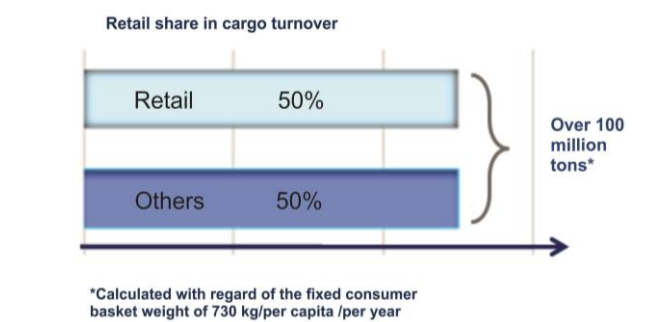 Retail share in cargo turnover
Retail 50%
Others 50%
Over 100
million
tons*
*Calculated with regard of the fixed consumer
basket weight of 730 kg/per capita /per year